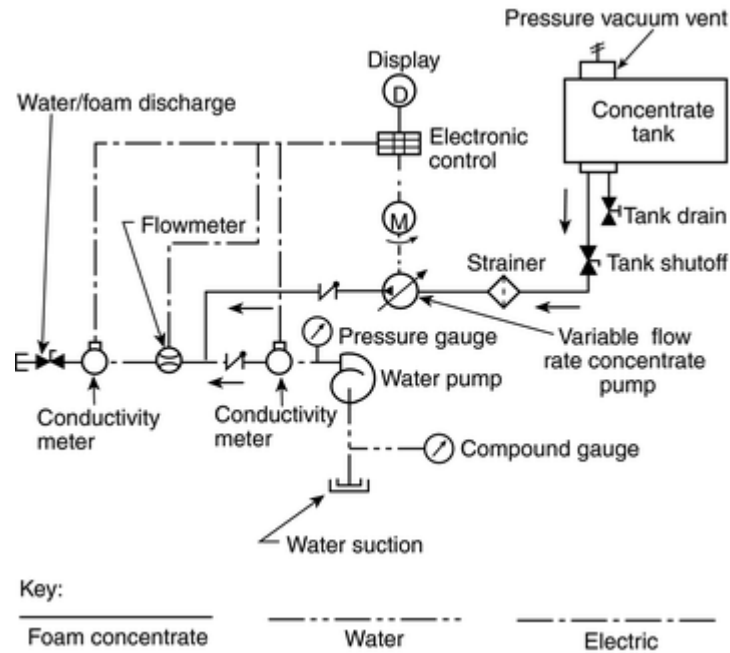 Pressure vacuum vent
Display
D
Water/foam discharge
Concentrate
tank
Electronic
control
M
Flowmeter
Tank drain
Strainer
Tank shutoff
Pressure gauge
Variable flow
rate concentrate
pump
Water pump
Conductivity
meter
Conductivity
meter
Compound gauge
Water suction
Key:
Foam concentrate
Water
Electric